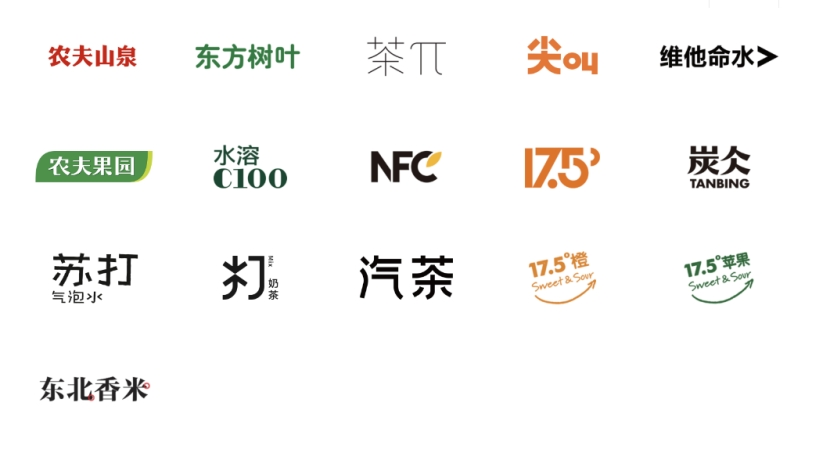 农夫山泉
东方树叶
茶π
尖叫
维他命水>
农夫果园
水溶
C100
NFC
17.5°
炭仌
TANBING
苏打
气泡水
打
Mix
奶茶
汽茶
17.5°橙
Sweet & Sour
17.5°苹果
Sweet & Sour
东北香米